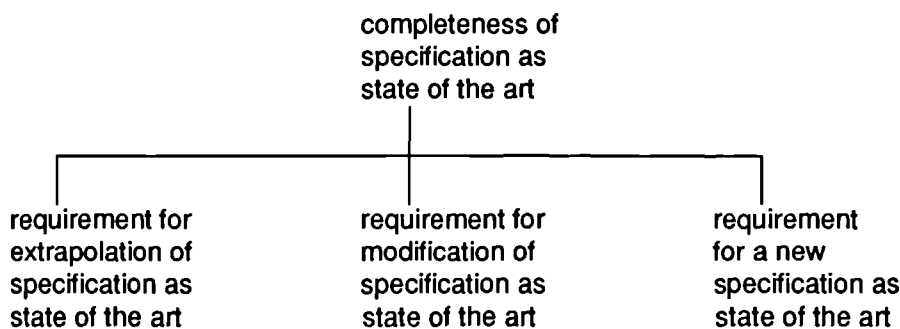 completeness of
specification as
state of the art
requirement for
extrapolation of
specification as
state of the art
requirement for
modification of
specification as
state of the art
requirement
for a new
specification as
state of the art